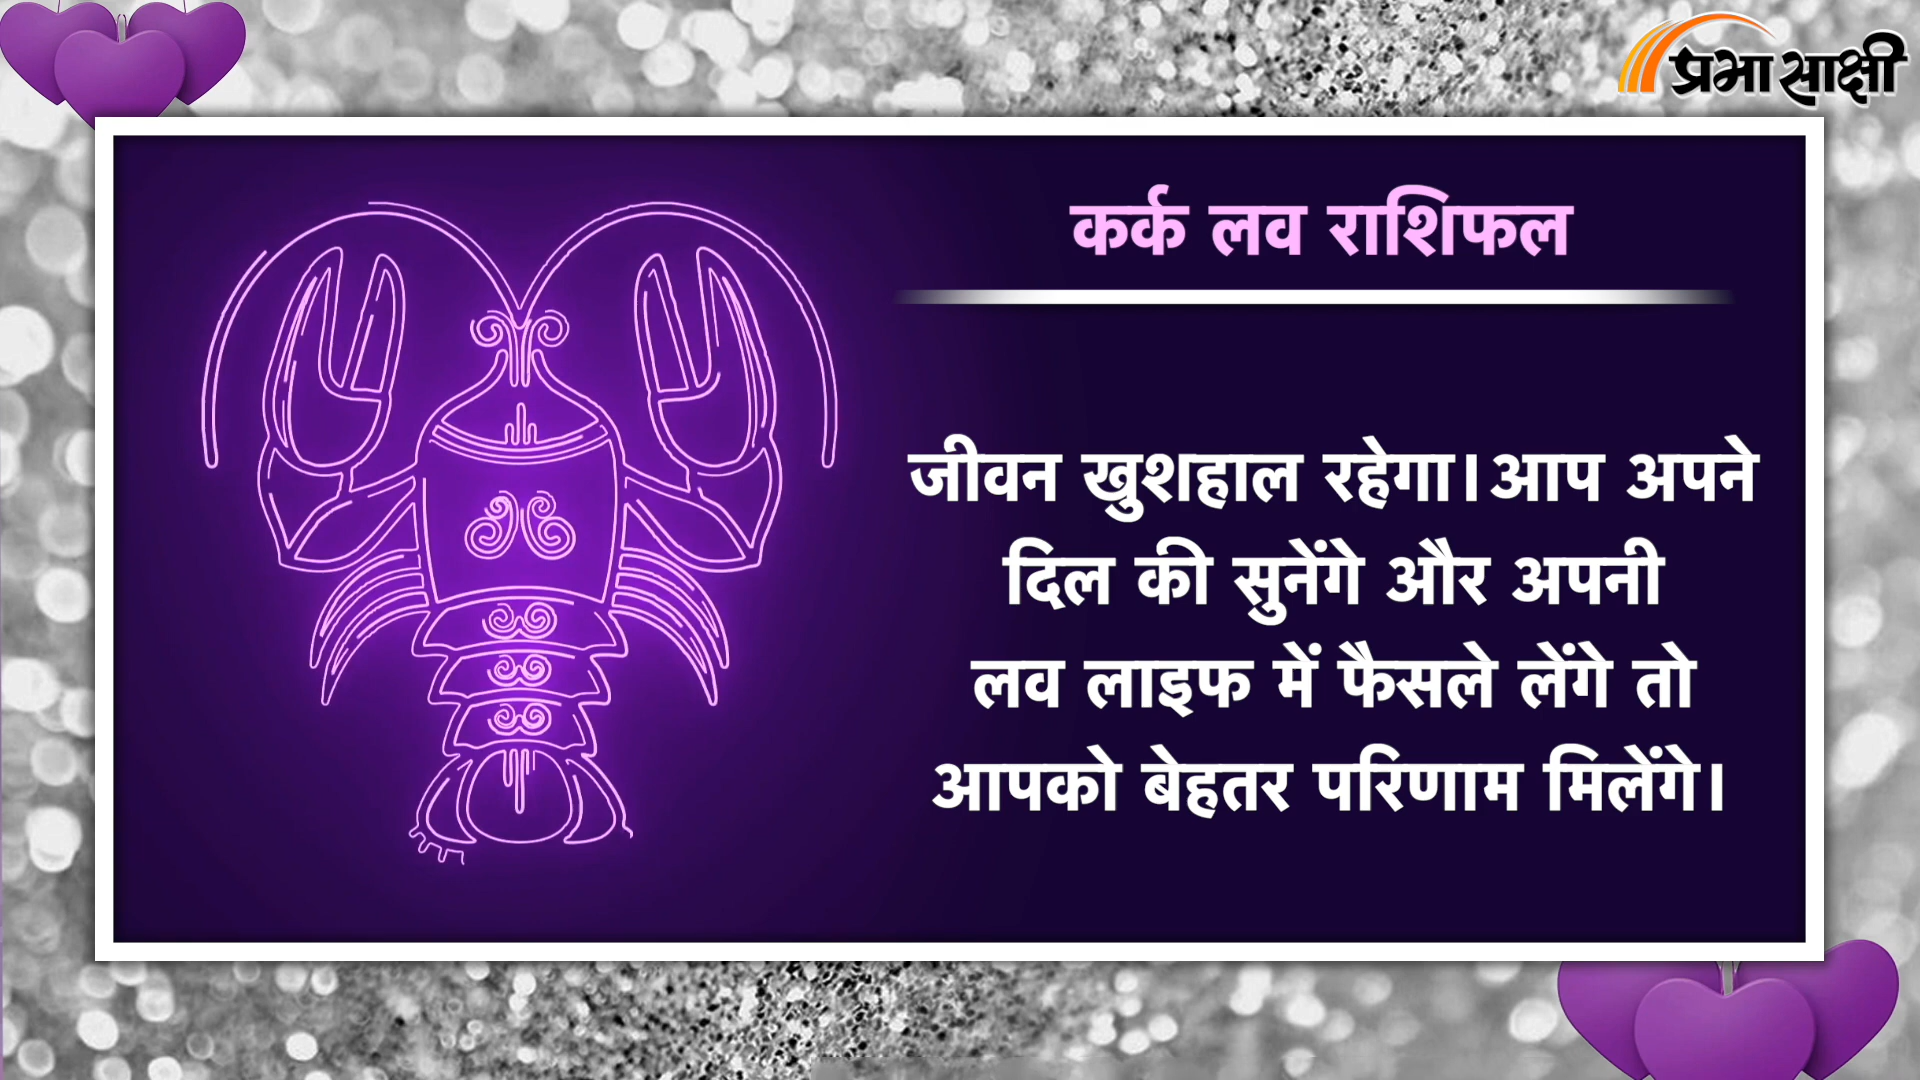 प्रभा साक्षी
कर्क लव राशिफल
जीवन खुशहाल रहेगा।आप अपने
दिल की सुनेंगे और अपनी
लव लाइफ में फैसले लेंगे तो
आपको बेहतर परिणाम मिलेंगे।